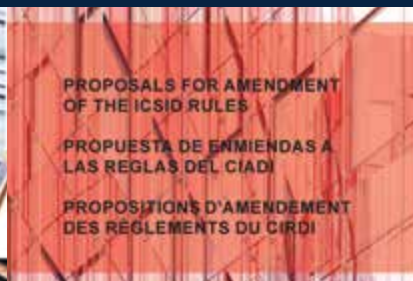 PROPOSALS FOR AMENDMENT
OF THE ICSID RULES
PROPUESTA DE ENMIENDAS A
LAS REGLAS DEL CIADI
PROPOSITIONS D'AMENDEMENT
DES RÈGLEMENTS DU CIRDI